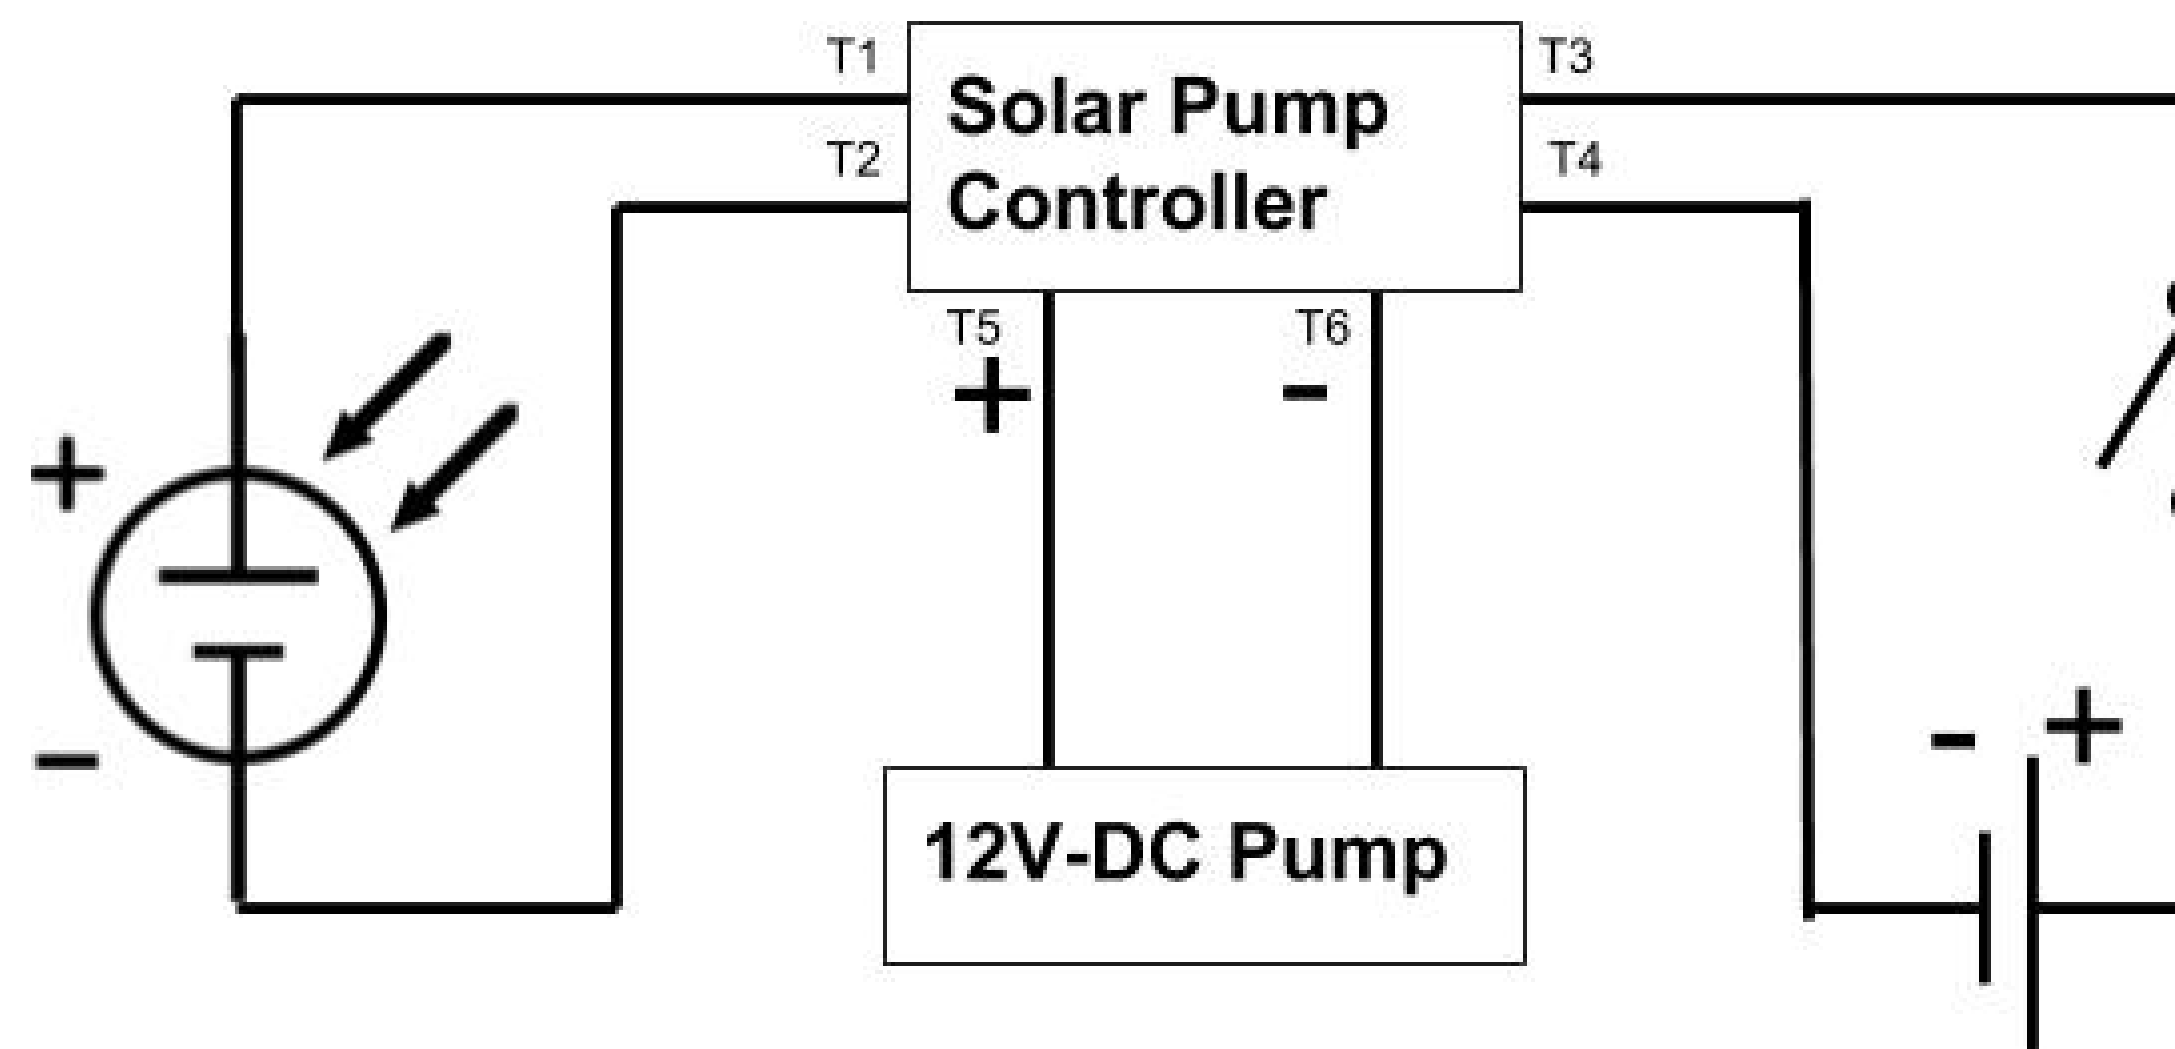 T1
T3
Solar Pump
T2
T4
Controller
T5
T6
+
-
+
-
-
+
12V-DC Pump